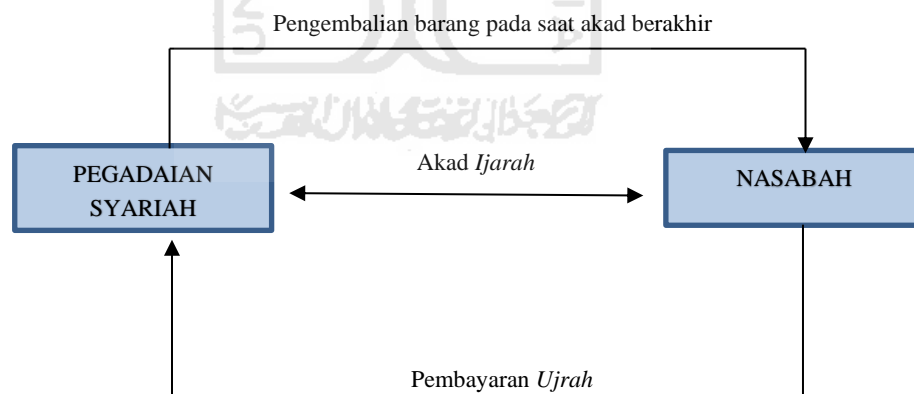 Pengembalian barang pada saat akad berakhir
PEGADAIAN
SYARIAH
Akad Ijarah
NASABAH
Pembayaran Ujrah